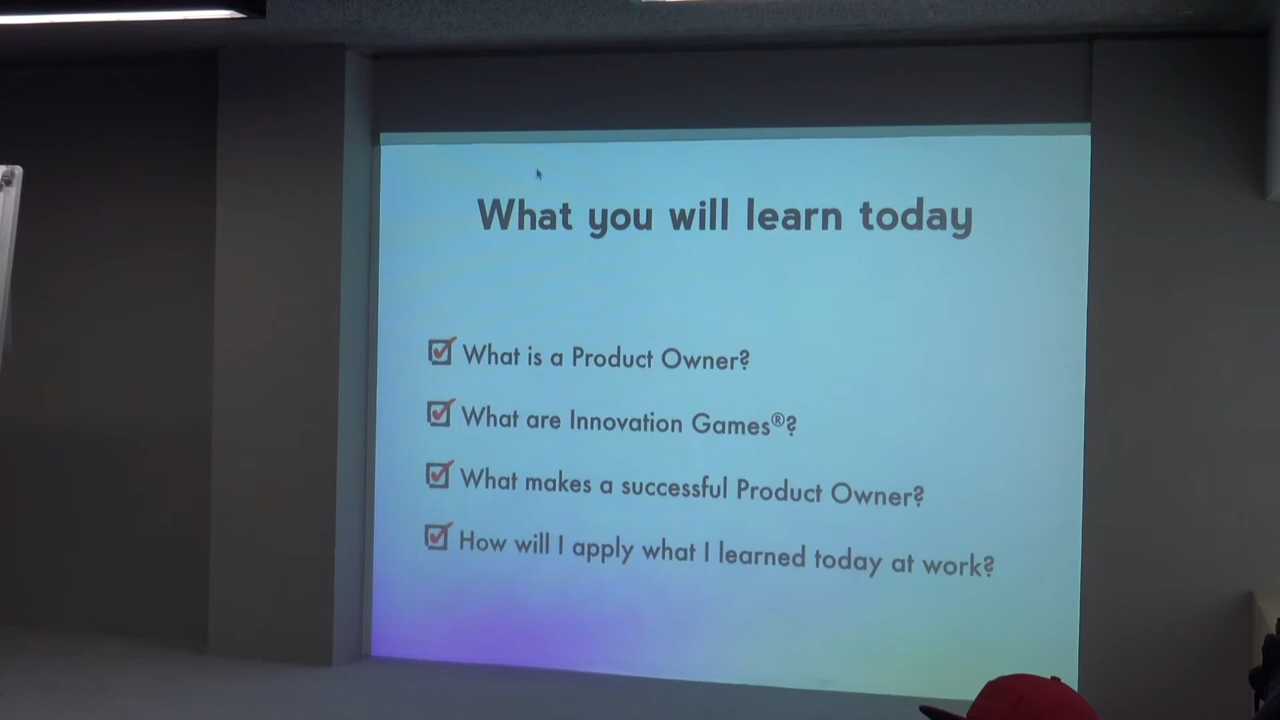 What you will learn today
What is a Product Owner?
What are Innovation Games®?
What makes a successful Product Owner?
How will I apply what I learned today at work?